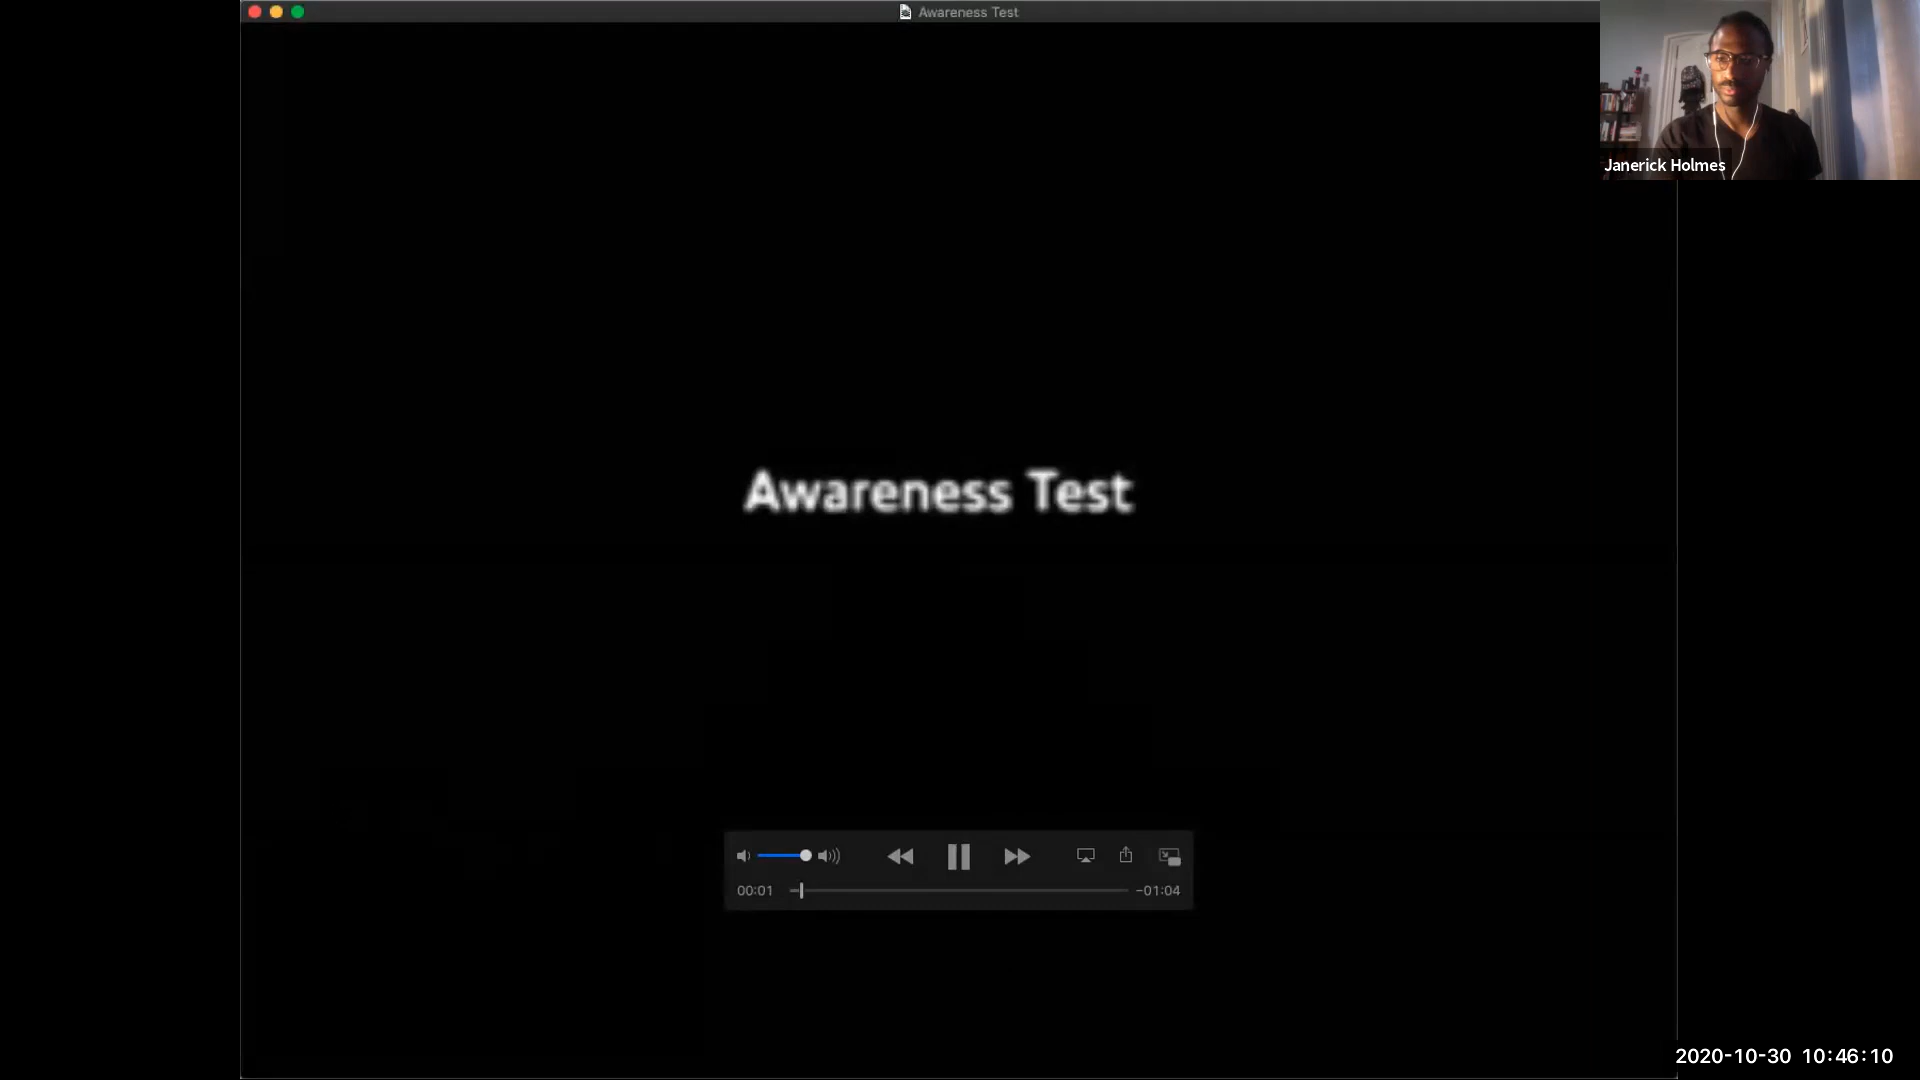 Awareness Test
Janerick Holmes
Awareness Test
00:01
-01:04
2020-10-30 10:46:10